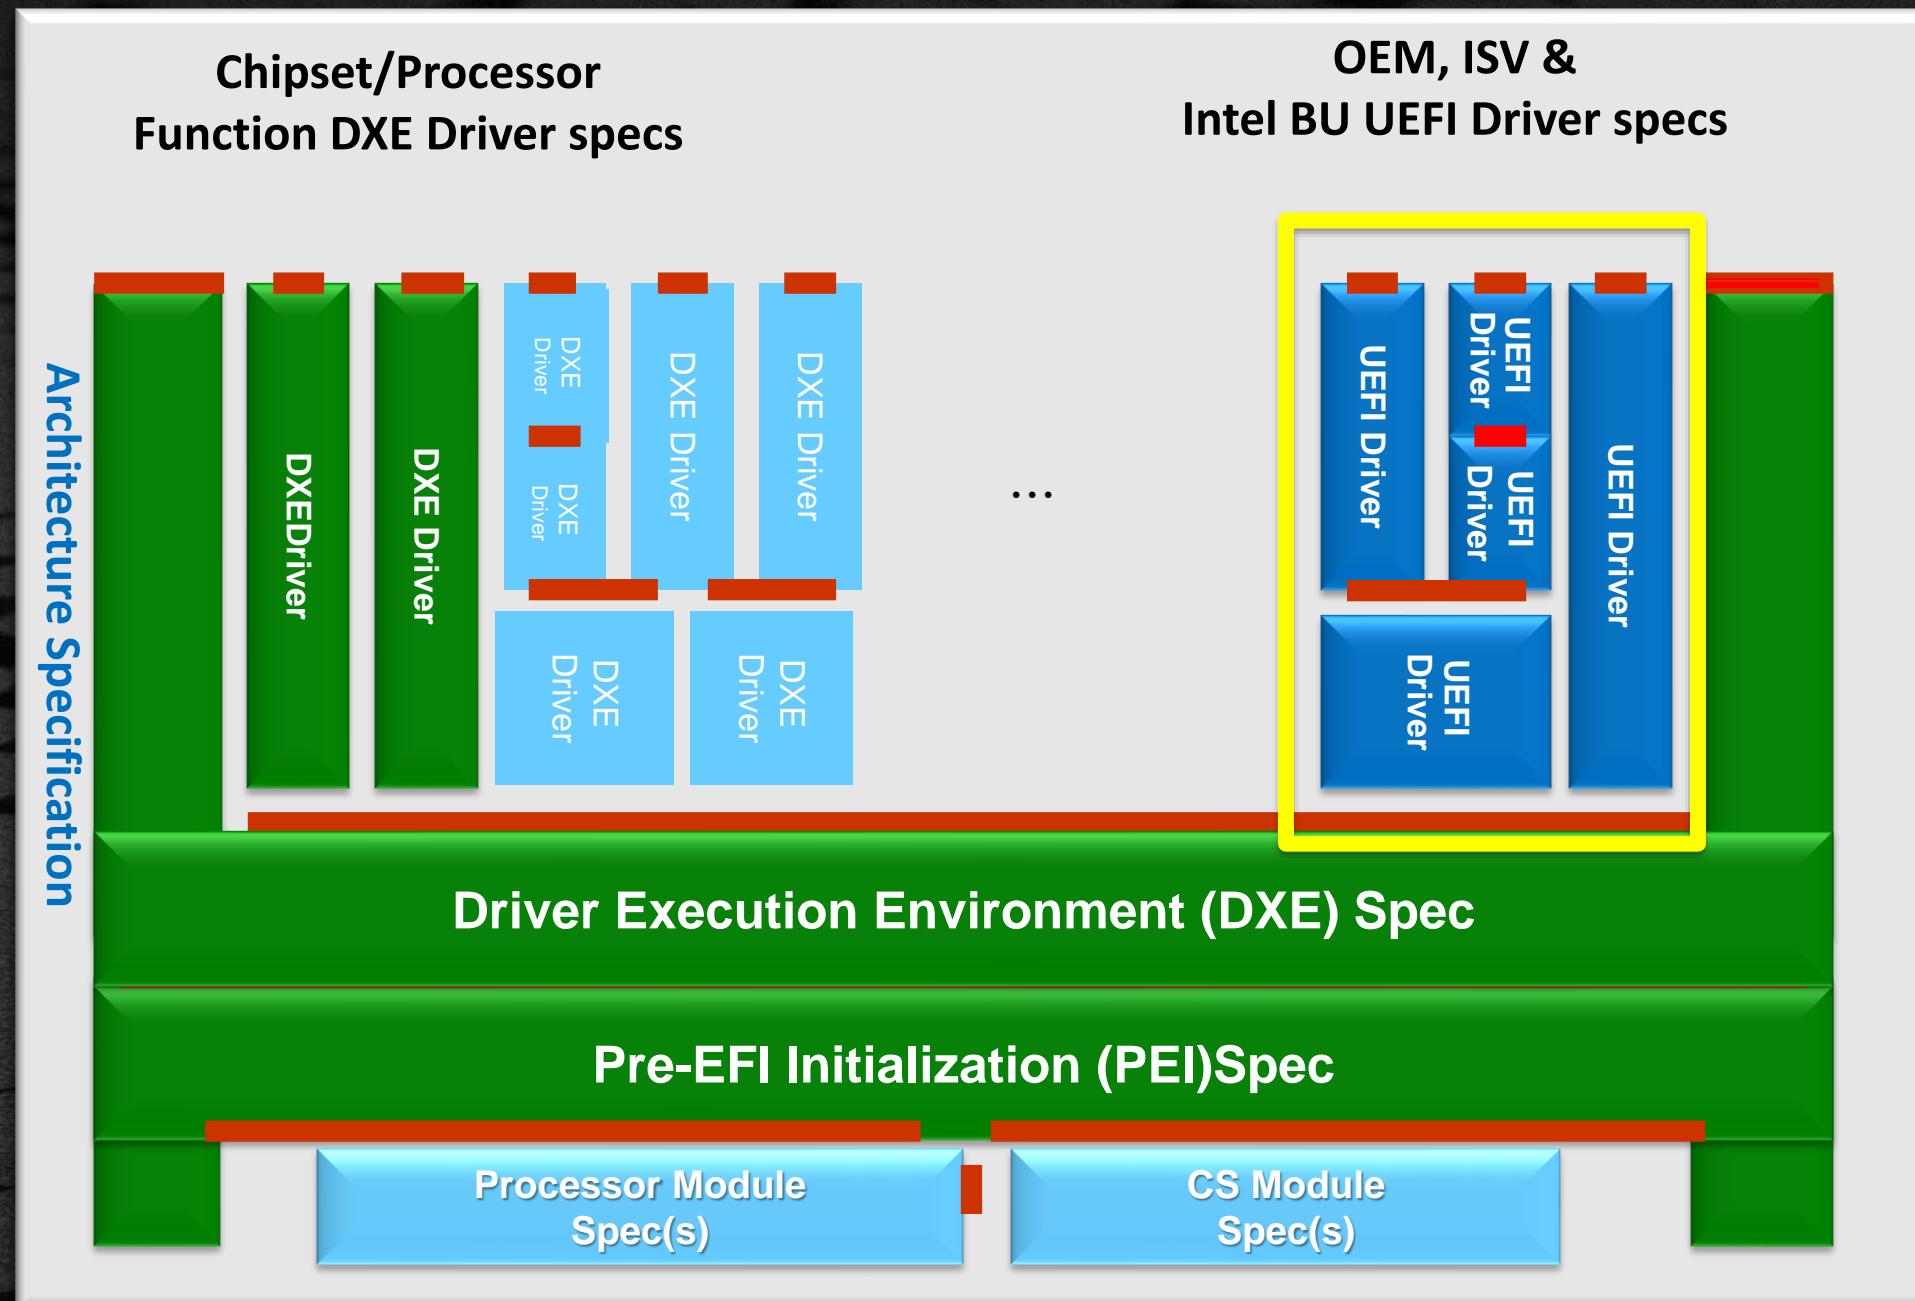 Chipset/Processor
Function DXE Driver specs
OEM, ISV &
Intel BU UEFI Driver specs
Architecture Specification
DXEDriver
DXE Driver
DXE
Driver
DXE
Driver
DXE Driver
DXE Driver
DXE
Driver
DXE
Driver
...
UEFI Driver
UEFI
Driver
UEFI
Driver
UEFI Driver
UEFI
Driver
Driver Execution Environment (DXE) Spec
Pre-EFI Initialization (PEI)Spec
Processor Module
Spec(s)
CS Module
Spec(s)